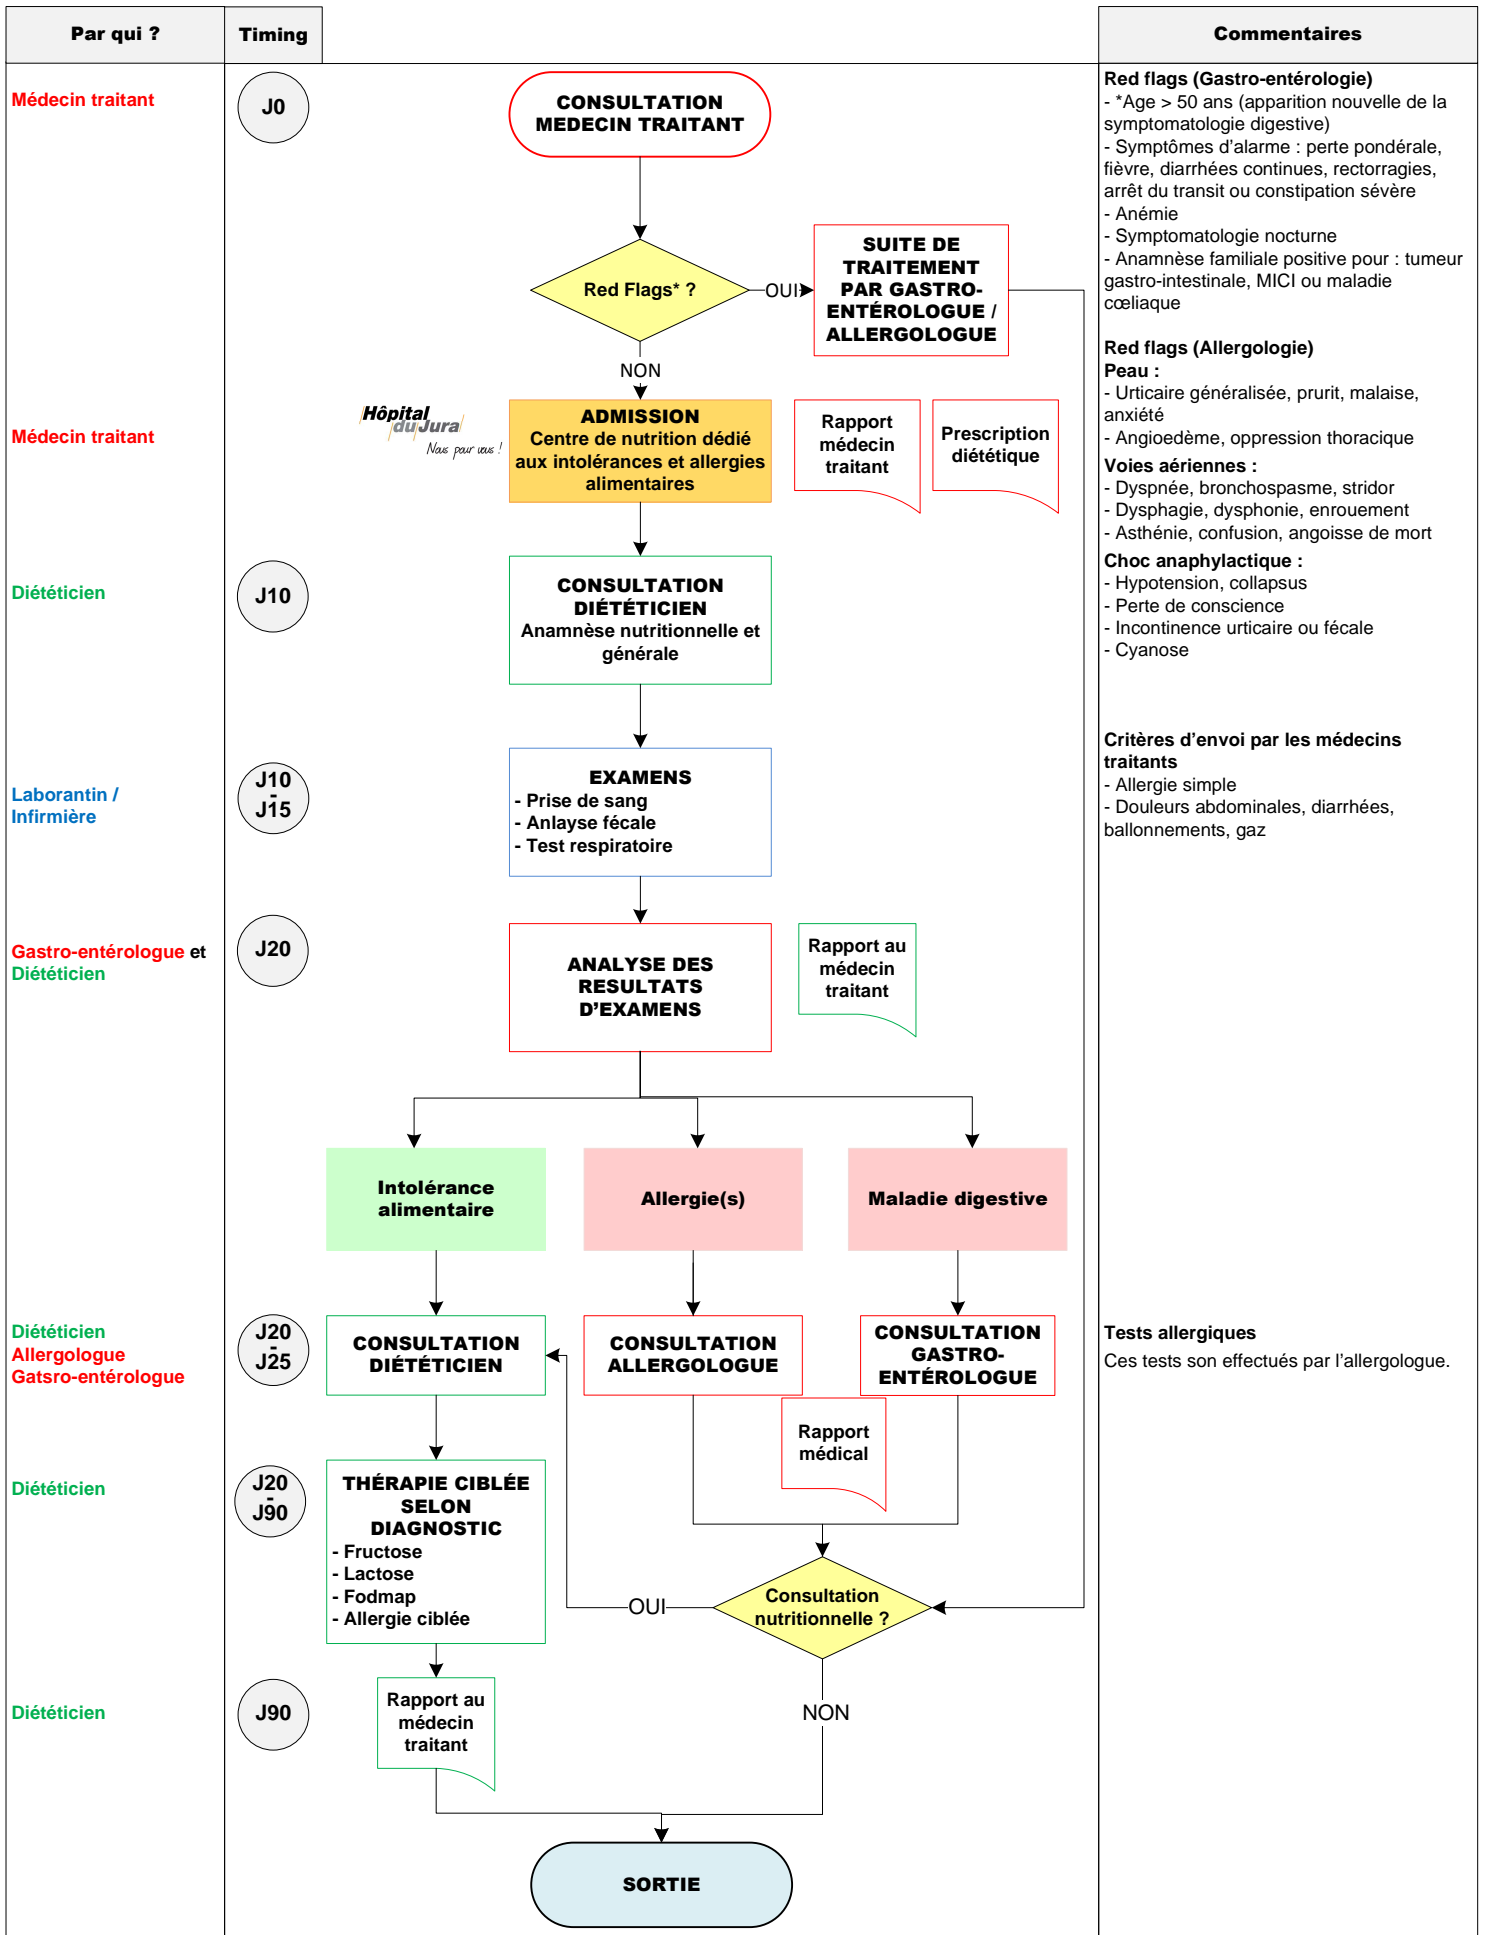 Par qui ?
Timing
Commentaires
Médecin traitant
J0
CONSULTATION
MEDECIN TRAITANT
Red flags (Gastro-entérologie)
- *Age > 50 ans (apparition nouvelle de la
symptomatologie digestive)
- Symptômes d’alarme : perte pondérale,
fièvre, diarrhées continues, rectorragies,
arrêt du transit ou constipation sévère
- Anémie
- Symptomatologie nocturne
- Anamnèse familiale positive pour : tumeur
gastro-intestinale, MICI ou maladie
cœliaque
Red Flags* ?
OUI
SUITE DE
TRAITEMENT
PAR GASTRO-
ENTÉROLOGUE /
ALLERGOLOGUE
NON
Red flags (Allergologie)
Peau :
- Urticaire généralisée, prurit, malaise,
anxiété
- Angioedème, oppression thoracique
Voies aériennes :
- Dyspnée, bronchospasme, stridor
- Dysphagie, dysphonie, enrouement
- Asthénie, confusion, angoisse de mort
Choc anaphylactique :
- Hypotension, collapsus
- Perte de conscience
- Incontinence urticaire ou fécale
- Cyanose
Médecin traitant
Hôpital
du Jura
Nous pour vous !
ADMISSION
Centre de nutrition dédié
aux intolérances et allergies
alimentaires
Rapport
médecin
traitant
Prescription
diététique
Diététicien
J10
CONSULTATION
DIÉTÉTICIEN
Anamnèse nutritionnelle et
générale
Critères d’envoi par les médecins
traitants
- Allergie simple
- Douleurs abdominales, diarrhées,
ballonnements, gaz
Laborantin /
Infirmière
J10
-
J15
EXAMENS
- Prise de sang
- Anlayse fécale
- Test respiratoire
Gastro-entérologue et
Diététicien
J20
ANALYSE DES
RESULTATS
D’EXAMENS
Rapport au
médecin
traitant
Intolérance
alimentaire
Allergie(s)
Maladie digestive
Diététicien
Allergologue
Gatsro-entérologue
J20
-
J25
CONSULTATION
DIÉTÉTICIEN
CONSULTATION
ALLERGOLOGUE
CONSULTATION
GASTRO-
ENTÉROLOGUE
Tests allergiques
Ces tests son effectués par l’allergologue.
Rapport
médical
Diététicien
J20
-
J90
THÉRAPIE CIBLÉE
SELON
DIAGNOSTIC
- Fructose
- Lactose
- Fodmap
- Allergie ciblée
OUI
Consultation
nutritionnelle ?
NON
Diététicien
J90
Rapport au
médecin
traitant
SORTIE